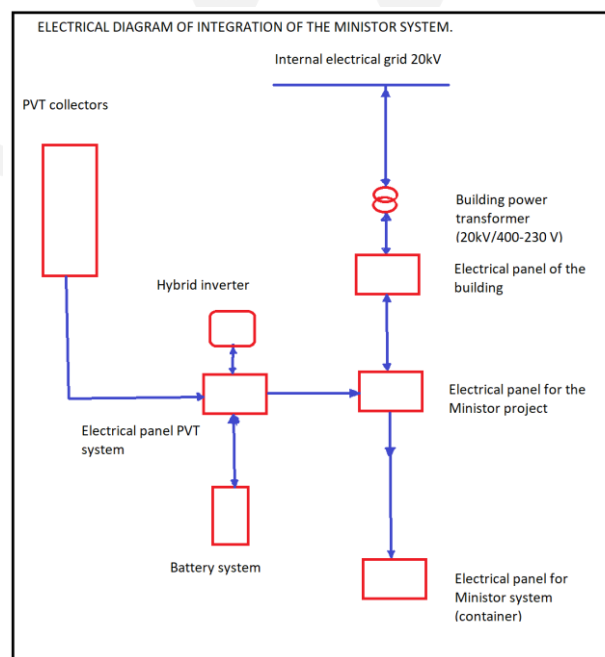 ELECTRICAL DIAGRAM OF INTEGRATION OF THE MINISTOR SYSTEM.
Internal electrical grid 20kV
PVT collectors
Building power
transformer
(20kV/400-230 V)
Electrical panel of the
building
Hybrid inverter
Electrical panel for the
Ministor project
Electrical panel PVT
system
Battery system
Electrical panel for
Ministor system
(container)